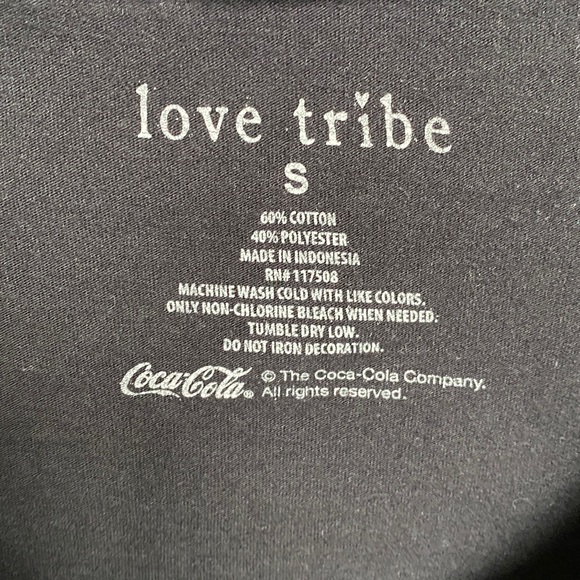 love tribe
S
60% COTTON
40% POLYESTER
MADE IN INDONESIA
RN# 117508
MACHINE WASH COLD WITH LIKE COLORS.
ONLY NON-CHLORINE BLEACH WHEN NEEDED.
TUMBLE DRY LOW.
DO NOT IRON DECORATION.
Coca-Cola® © The Coca-Cola Company.
All rights reserved.